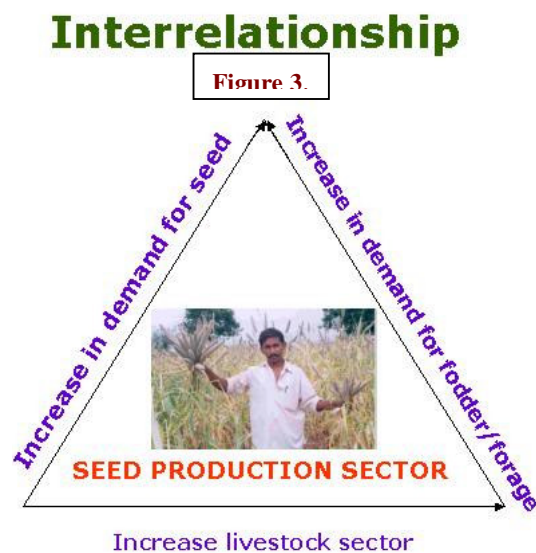 Interrelationship
Figure 3.
Increase in demand for seed
Increase in demand for fodder/forage
SEED PRODUCTION SECTOR
Increase livestock sector